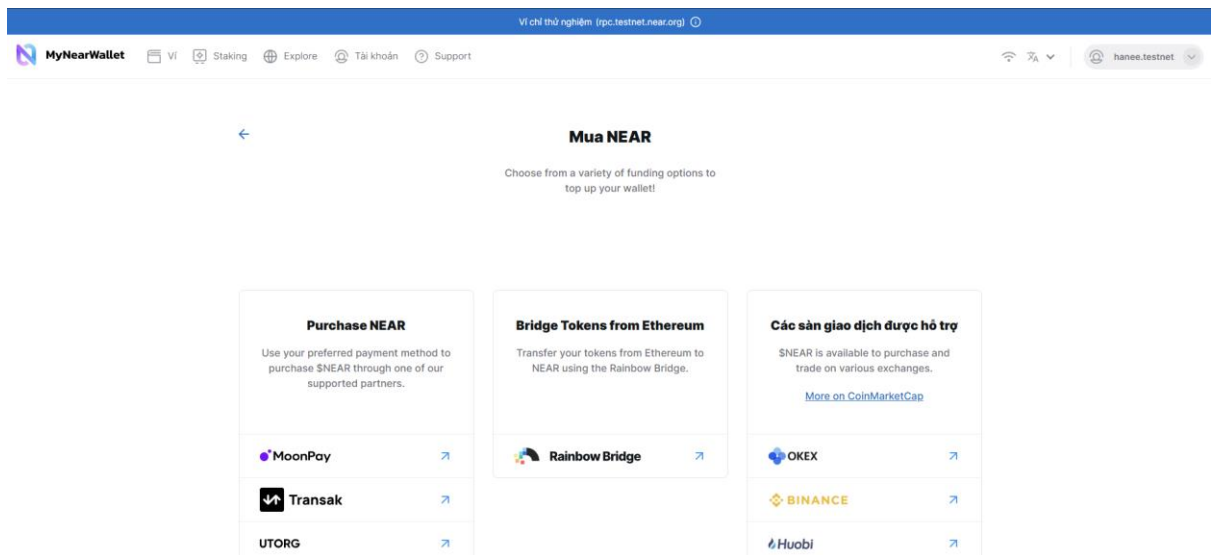 Ví chỉ thử nghiệm (rpc.testnet.near.org)
MyNearWallet Ví Staking Explore Tài khoản Support hanee.testnet
Mua NEAR
Choose from a variety of funding options to
top up your wallet!
Purchase NEAR
Use your preferred payment method to
purchase $NEAR through one of our
supported partners.
MoonPay
Transak
UTORG
Bridge Tokens from Ethereum
Transfer your tokens from Ethereum to
NEAR using the Rainbow Bridge.
Rainbow Bridge
Các sàn giao dịch được hỗ trợ
$NEAR is available to purchase and
trade on various exchanges.
More on CoinMarketCap
OKEX
BINANCE
Huobi